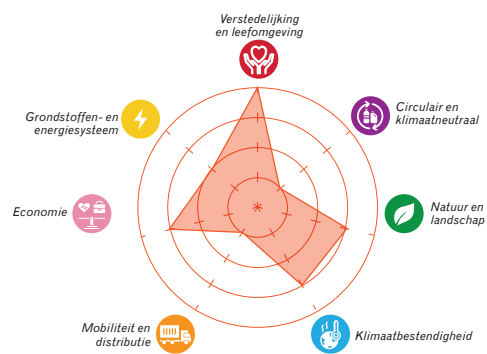 Verstedelijking
en leefomgeving
Circulair en
klimaatneutraal
Natuur en
landschap
Klimaatbestendigheid
Mobiliteit en
distributie
Economie
Grondstoffen- en
energiesysteem